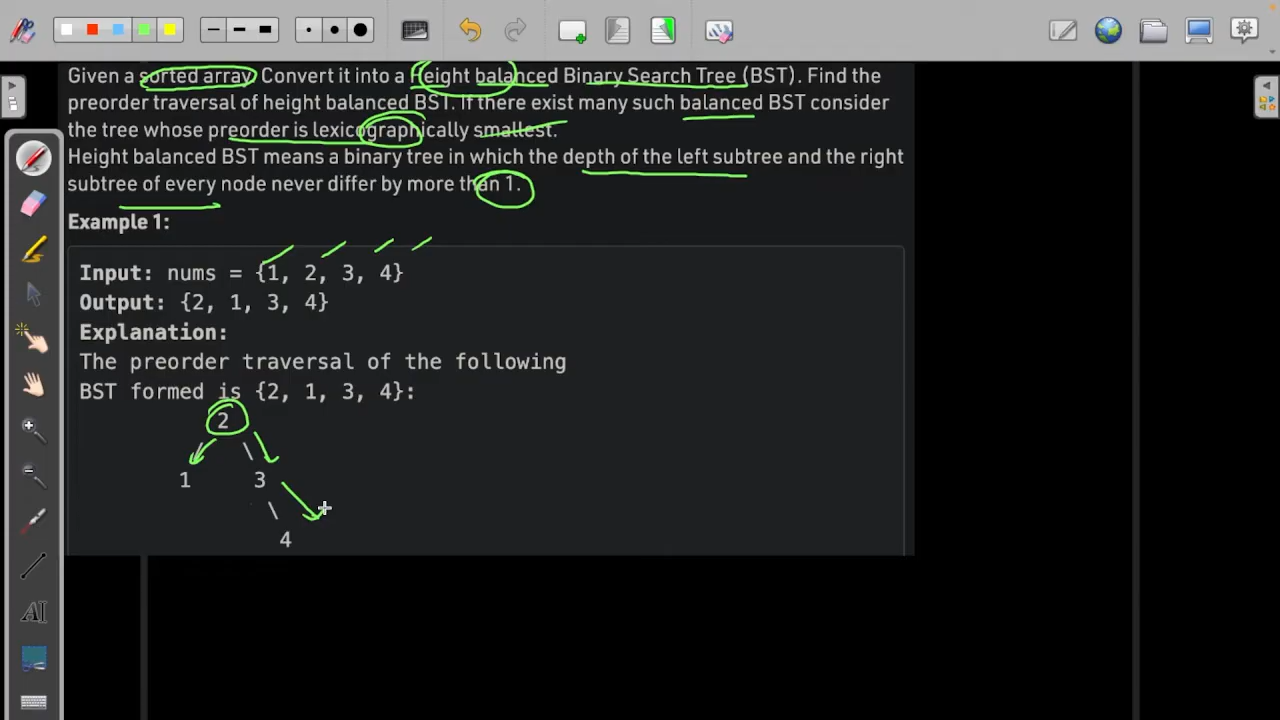 Given a sorted array. Convert it into a Height balanced Binary Search Tree (BST). Find the
preorder traversal of height balanced BST. If there exist many such balanced BST consider
the tree whose preorder is lexicographically smallest.
Height balanced BST means a binary tree in which the depth of the left subtree and the right
subtree of every node never differ by more than 1.
Example 1:
Input: nums = {1, 2, 3, 4}
Output: {2, 1, 3, 4}
Explanation:
The preorder traversal of the following
BST formed is {2, 1, 3, 4}:
2
/ \
1 3
\
4
AI